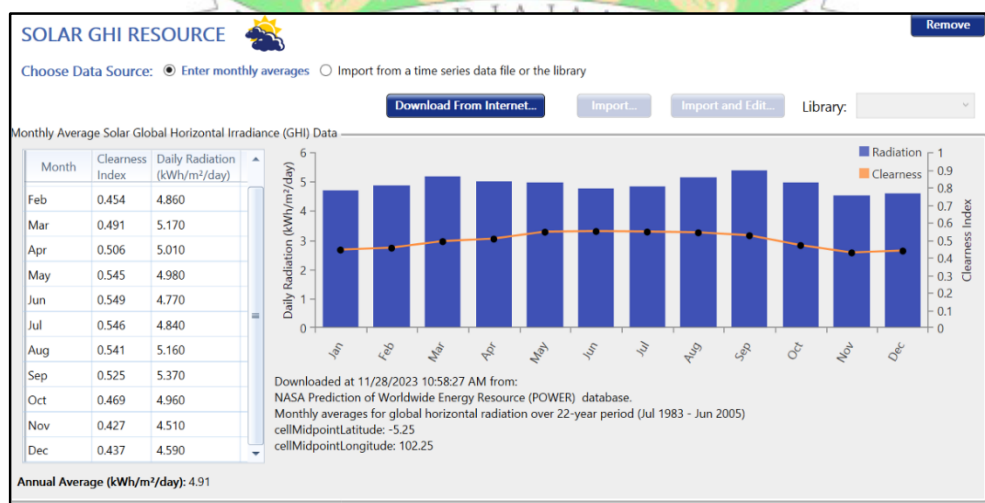 SOLAR GHI RESOURCE
Remove
Choose Data Source: Enter monthly averages Import from a time series data file or the library
Download From Internet... Import... Import and Edit... Library:
Monthly Average Solar Global Horizontal Irradiance (GHI) Data
Month Clearness Index Daily Radiation (kWh/m²/day)
Feb 0.454 4.860
Mar 0.491 5.170
Apr 0.506 5.010
May 0.545 4.980
Jun 0.549 4.770
Jul 0.546 4.840
Aug 0.541 5.160
Sep 0.525 5.370
Oct 0.469 4.960
Nov 0.427 4.510
Dec 0.437 4.590
Daily Radiation (kWh/m²/day)
6
5
4
3
2
1
0
Radiation
Clearness
1
0.9
0.8
0.7
0.6
0.5
0.4
0.3
0.2
0.1
0
Clearness Index
Jan Feb Mar Apr May Jun Jul Aug Sep Oct Nov Dec
Downloaded at 11/28/2023 10:58:27 AM from:
NASA Prediction of Worldwide Energy Resource (POWER) database.
Monthly averages for global horizontal radiation over 22-year period (Jul 1983 - Jun 2005)
cellMidpointLatitude: -5.25
cellMidpointLongitude: 102.25
Annual Average (kWh/m²/day): 4.91